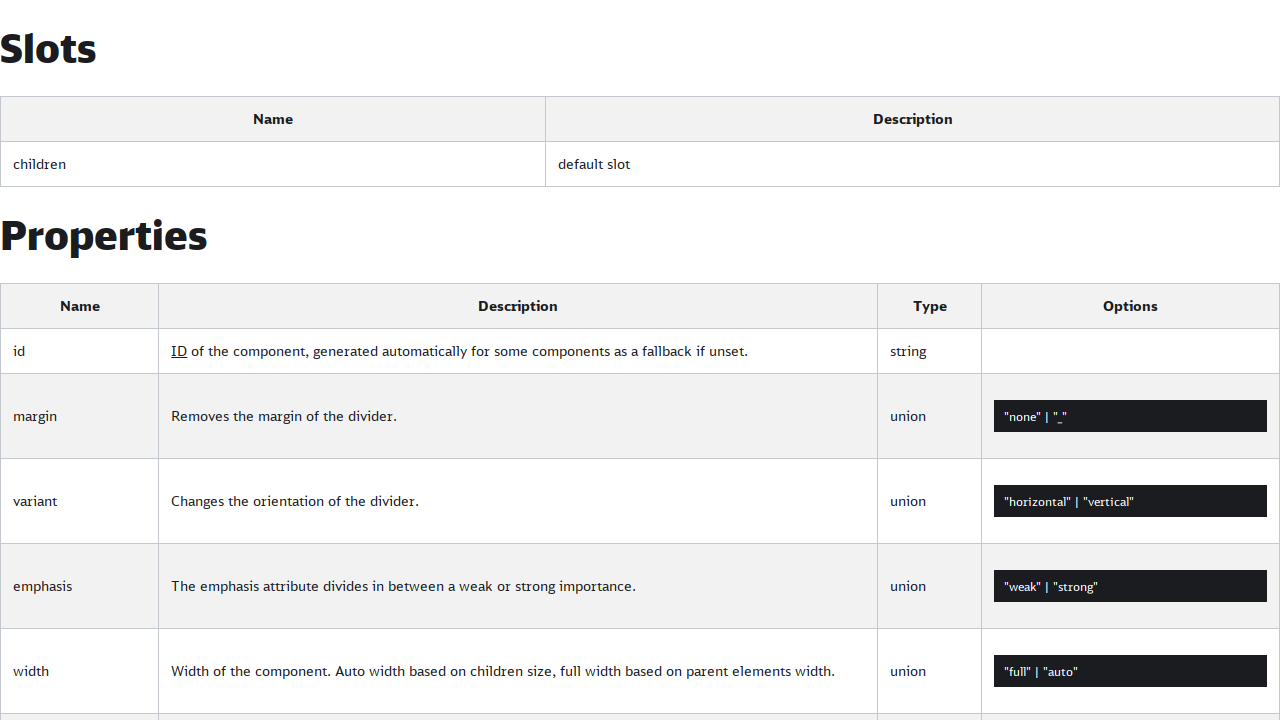 Slots
Name Description
children default slot
Properties
Name Description Type Options
id ID of the component, generated automatically for some components as a fallback if unset. string
margin Removes the margin of the divider. union "none" | "_"
variant Changes the orientation of the divider. union "horizontal" | "vertical"
emphasis The emphasis attribute divides in between a weak or strong importance. union "weak" | "strong"
width Width of the component. Auto width based on children size, full width based on parent elements width. union "full" | "auto"